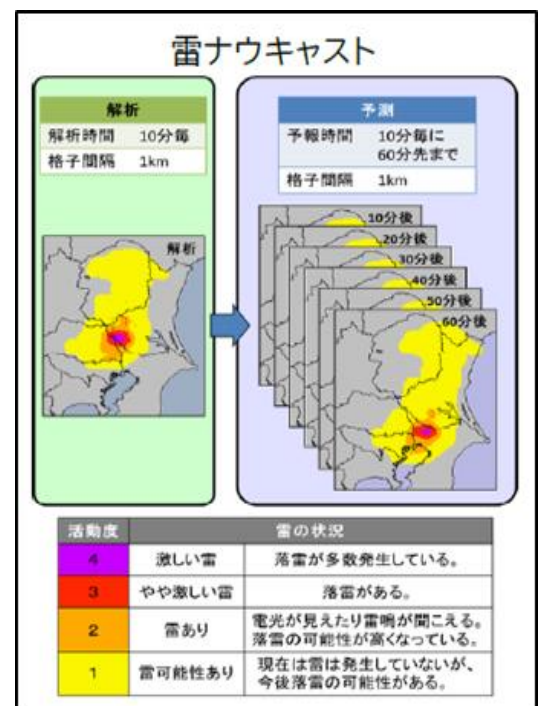 雷ナウキャスト
解析
解析時間 10分毎
格子間隔 1km
予測
予報時間 10分毎に
60分先まで
格子間隔 1km
解析
10分後
20分後
30分後
40分後
50分後
60分後
活動度 雷の状況
4 激しい雷 落雷が多数発生している。
3 やや激しい雷 落雷がある。
2 雷あり 電光が見えたり雷鳴が聞こえる。
落雷の可能性が高くなっている。
1 雷可能性あり 現在は雷は発生していないが、
今後落雷の可能性がある。